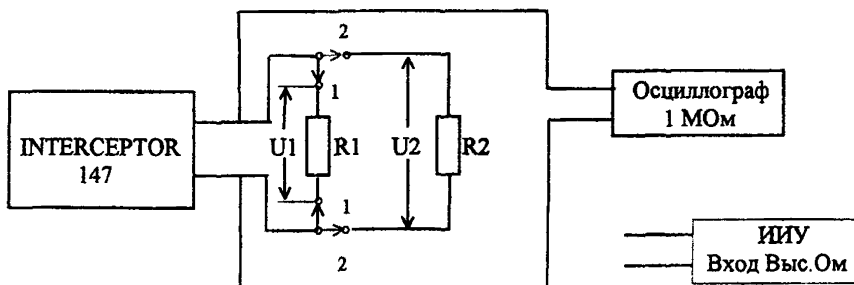 2
Осциллограф
1 МОм
1
INTERCEPTOR
147
U1
R1
U2
R2
1
2
ИИУ
Вход Выс.Ом